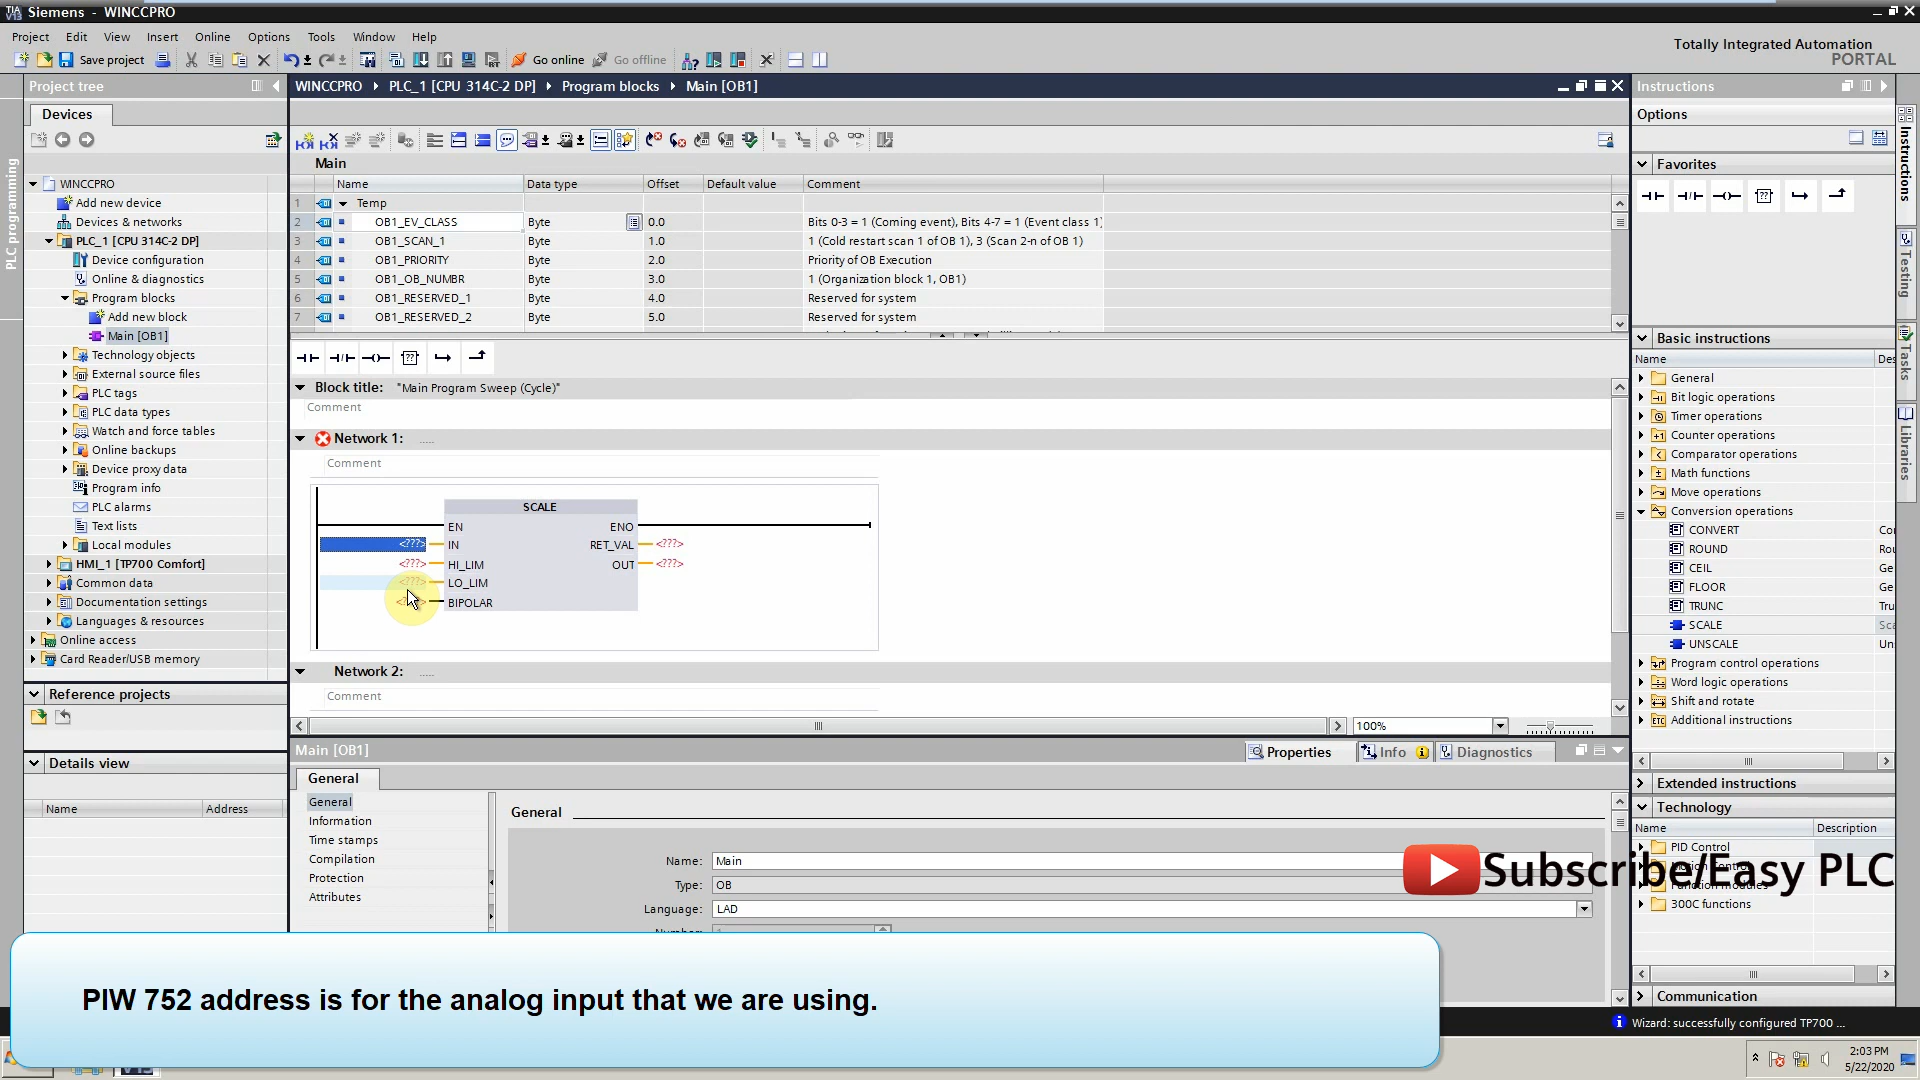 Siemens - WINCCPRO
Project Edit View Insert Online Options Tools Window Help
Totally Integrated Automation
PORTAL
Save project
Go online
Go offline
Project tree
WINCCPRO
PLC_1 [CPU 314C-2 DP]
Program blocks
Main [OB1]
Instructions
Devices
Options
PLC programming
Main
Name Data type Offset Default value Comment
1 Temp
2 OB1_EV_CLASS Byte 0.0 Bits 0-3 = 1 (Coming event), Bits 4-7 = 1 (Event class 1)
3 OB1_SCAN_1 Byte 1.0 1 (Cold restart scan 1 of OB 1), 3 (Scan 2-n of OB 1)
4 OB1_PRIORITY Byte 2.0 Priority of OB Execution
5 OB1_OB_NUMBR Byte 3.0 1 (Organization block 1, OB1)
6 OB1_RESERVED_1 Byte 4.0 Reserved for system
7 OB1_RESERVED_2 Byte 5.0 Reserved for system
WINCCPRO
Add new device
Devices & networks
PLC_1 [CPU 314C-2 DP]
Device configuration
Online & diagnostics
Program blocks
Add new block
Main [OB1]
Technology objects
External source files
PLC tags
PLC data types
Watch and force tables
Online backups
Device proxy data
Program info
PLC alarms
Text lists
Local modules
HMI_1 [TP700 Comfort]
Common data
Documentation settings
Languages & resources
Online access
Card Reader/USB memory
Reference projects
Details view
Name Address
Block title: "Main Program Sweep (Cycle)"
Comment
Network 1: .....
Comment
SCALE
EN ENO
<???> IN RET_VAL <???>
<???> HI_LIM OUT <???>
<???> LO_LIM
BIPOLAR
Network 2: .....
Comment
100%
Main [OB1]
Properties
Info
Diagnostics
General
General
Information
Time stamps
Compilation
Protection
Attributes
General
Name: Main
Type: OB
Language: LAD
Favorites
Basic instructions
Name
General
Bit logic operations
Timer operations
Counter operations
Comparator operations
Math functions
Move operations
Conversion operations
CONVERT
ROUND
CEIL
FLOOR
TRUNC
SCALE
UNSCALE
Program control operations
Word logic operations
Shift and rotate
Additional instructions
Extended instructions
Technology
Name Description
PID Control
300C functions
Communication
Instructions
Testing
Tasks
Libraries
Subscribe/Easy PLC
PIW 752 address is for the analog input that we are using.
Wizard: successfully configured TP700 ...
2:03 PM
5/22/2020